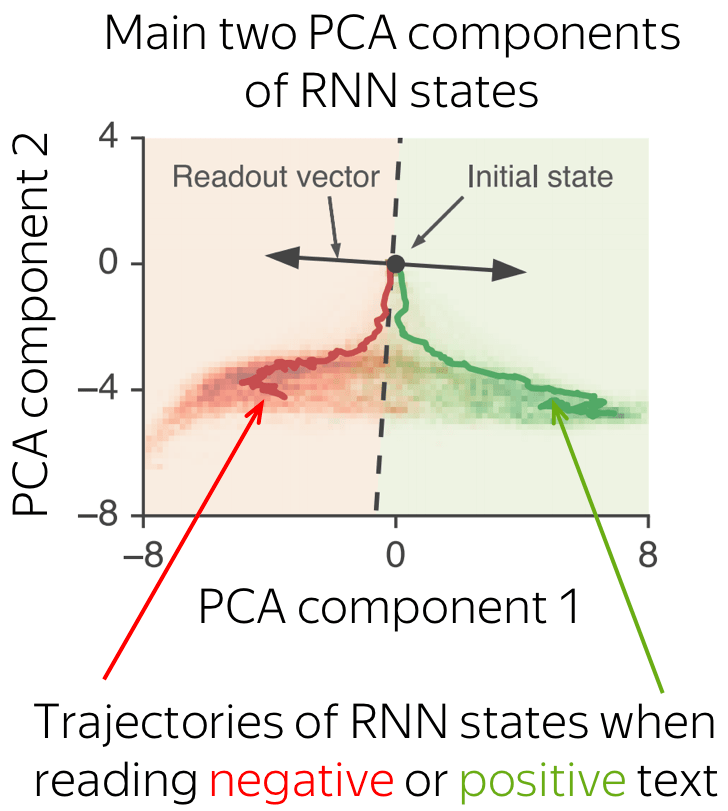 Main two PCA components
of RNN states
PCA component 2
4
0
−4
−8
Readout vector
Initial state
−8
0
8
PCA component 1
Trajectories of RNN states when
reading negative or positive text